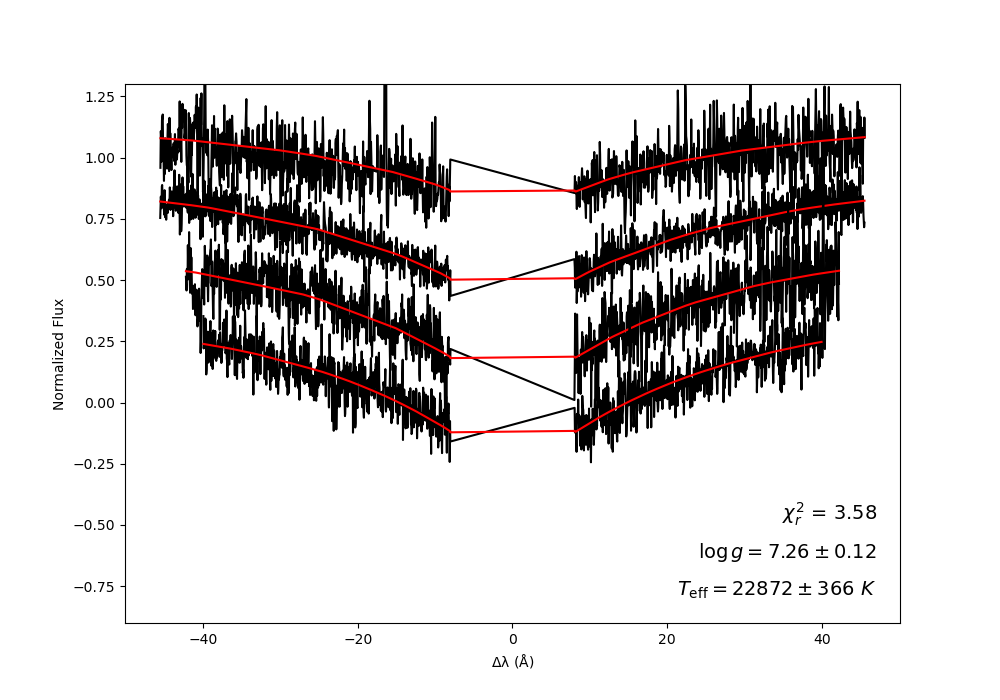 1.25
1.00
0.75
0.50
0.25
0.00
−0.25
−0.50
−0.75
Normalized Flux
χ²ᵣ = 3.58
log g = 7.26 ± 0.12
T_eff = 22872 ± 366 K
−40 −20 0 20 40
Δλ (Å)